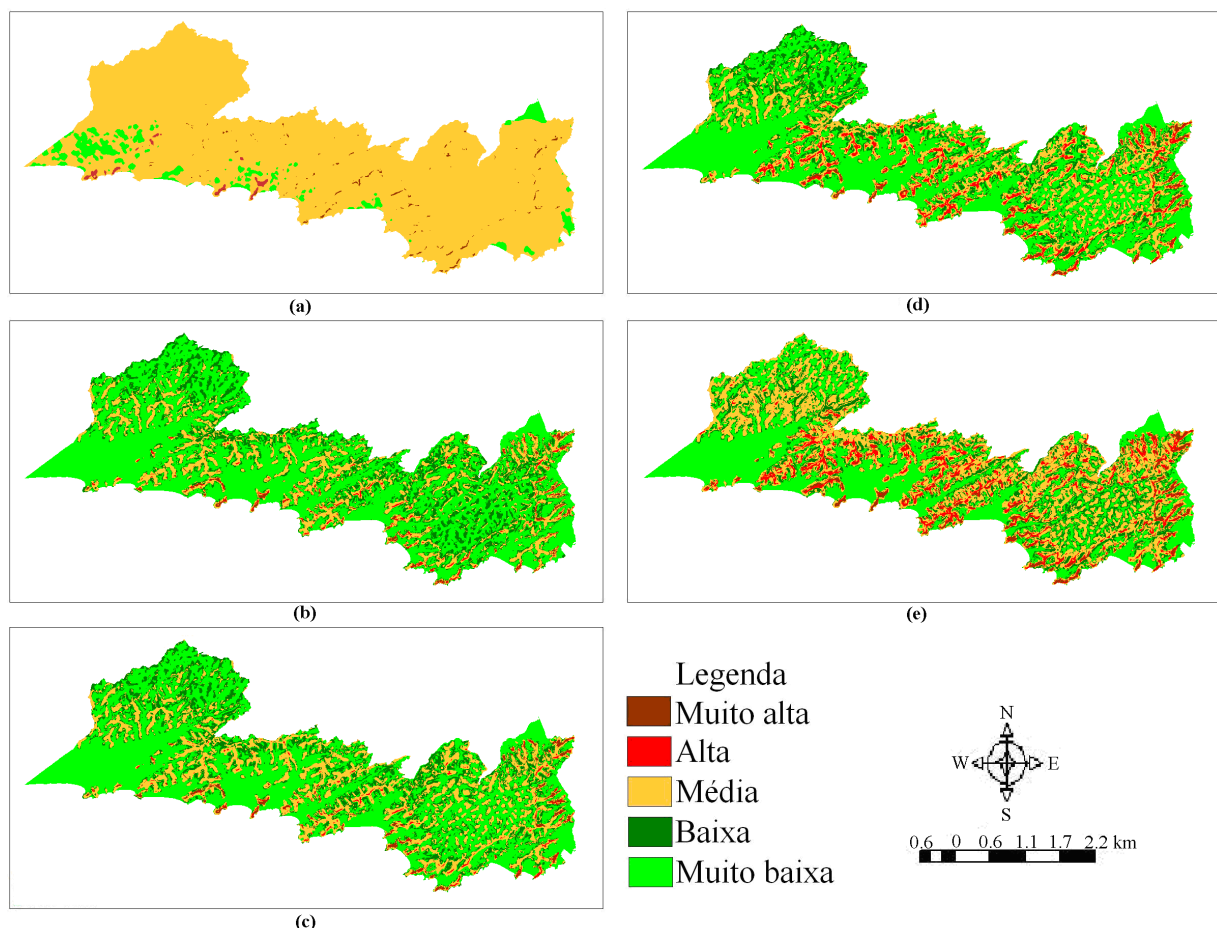 (a)
(d)
(b)
(e)
(c)
Legenda
Muito alta
Alta
Média
Baixa
Muito baixa
N
W E
S
0.6 0 0.6 1.1 1.7 2.2 km